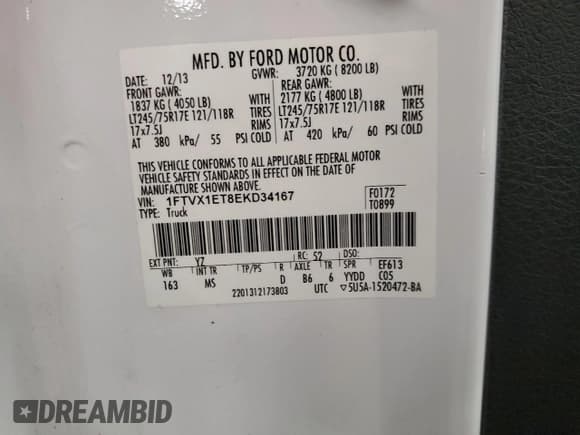 MFD. BY FORD MOTOR CO.
DATE: 12/13 GVWR: 3720 KG ( 8200 LB)
FRONT GAWR: REAR GAWR:
1837 KG ( 4050 LB) WITH 2177 KG ( 4800 LB) WITH
LT245/75R17E 121/118R TIRES LT245/75R17E 121/118R TIRES
17x7.5J RIMS 17x7.5J RIMS
AT 380 kPa/ 55 PSI COLD AT 420 kPa/ 60 PSI COLD
THIS VEHICLE CONFORMS TO ALL APPLICABLE FEDERAL MOTOR
VEHICLE SAFETY STANDARDS IN EFFECT ON THE DATE OF
MANUFACTURE SHOWN ABOVE.
VIN: 1FTVX1ET8EKD34167 F0172
TYPE: Truck T0899
EXT PNT: YZ RC: 52 DSO:
WB INT TR TP/PS R AXLE TR SPR EF613
163 MS D B6 6 YYDD C05
2201312173803 UTC ▽5U5A-1520472-BA
DREAMBID